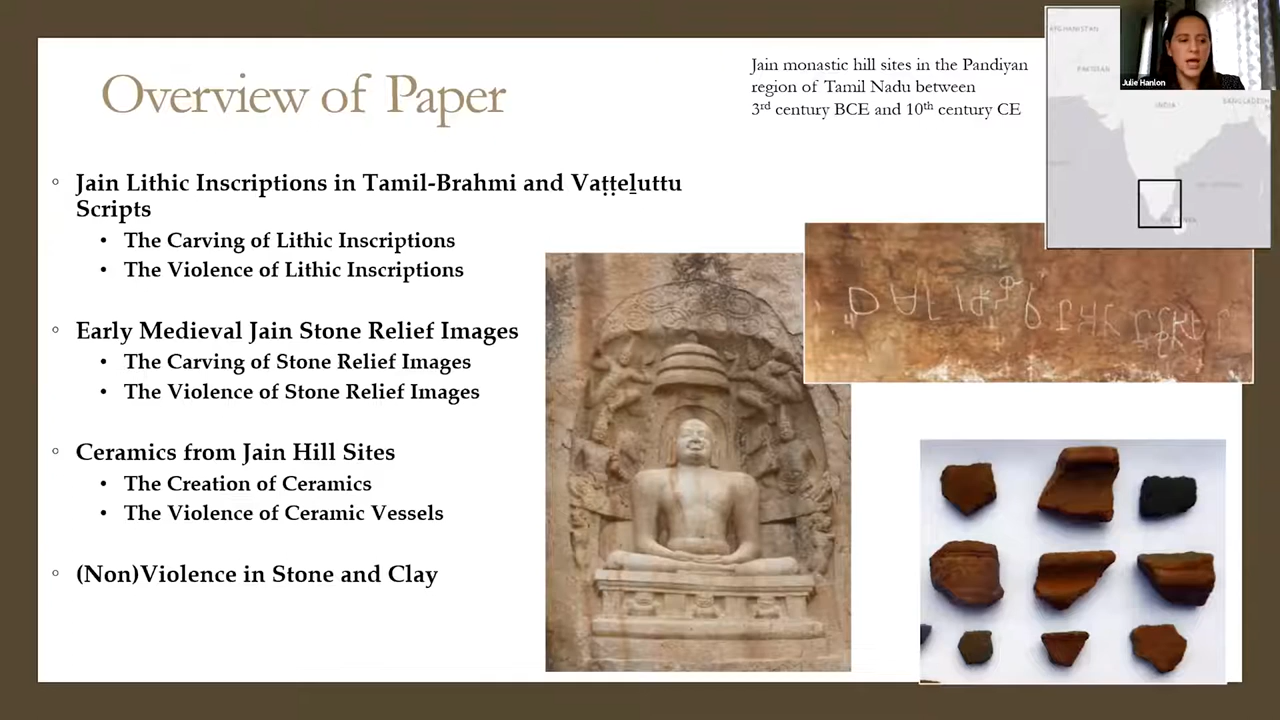 Overview of Paper
Jain monastic hill sites in the Pandiyan
region of Tamil Nadu between
3rd century BCE and 10th century CE
◦ Jain Lithic Inscriptions in Tamil-Brahmi and Vaṭṭeḻuttu
Scripts
• The Carving of Lithic Inscriptions
• The Violence of Lithic Inscriptions
◦ Early Medieval Jain Stone Relief Images
• The Carving of Stone Relief Images
• The Violence of Stone Relief Images
◦ Ceramics from Jain Hill Sites
• The Creation of Ceramics
• The Violence of Ceramic Vessels
◦ (Non)Violence in Stone and Clay
Julie Hanlon
AFGHANISTAN
PAKISTAN
INDIA